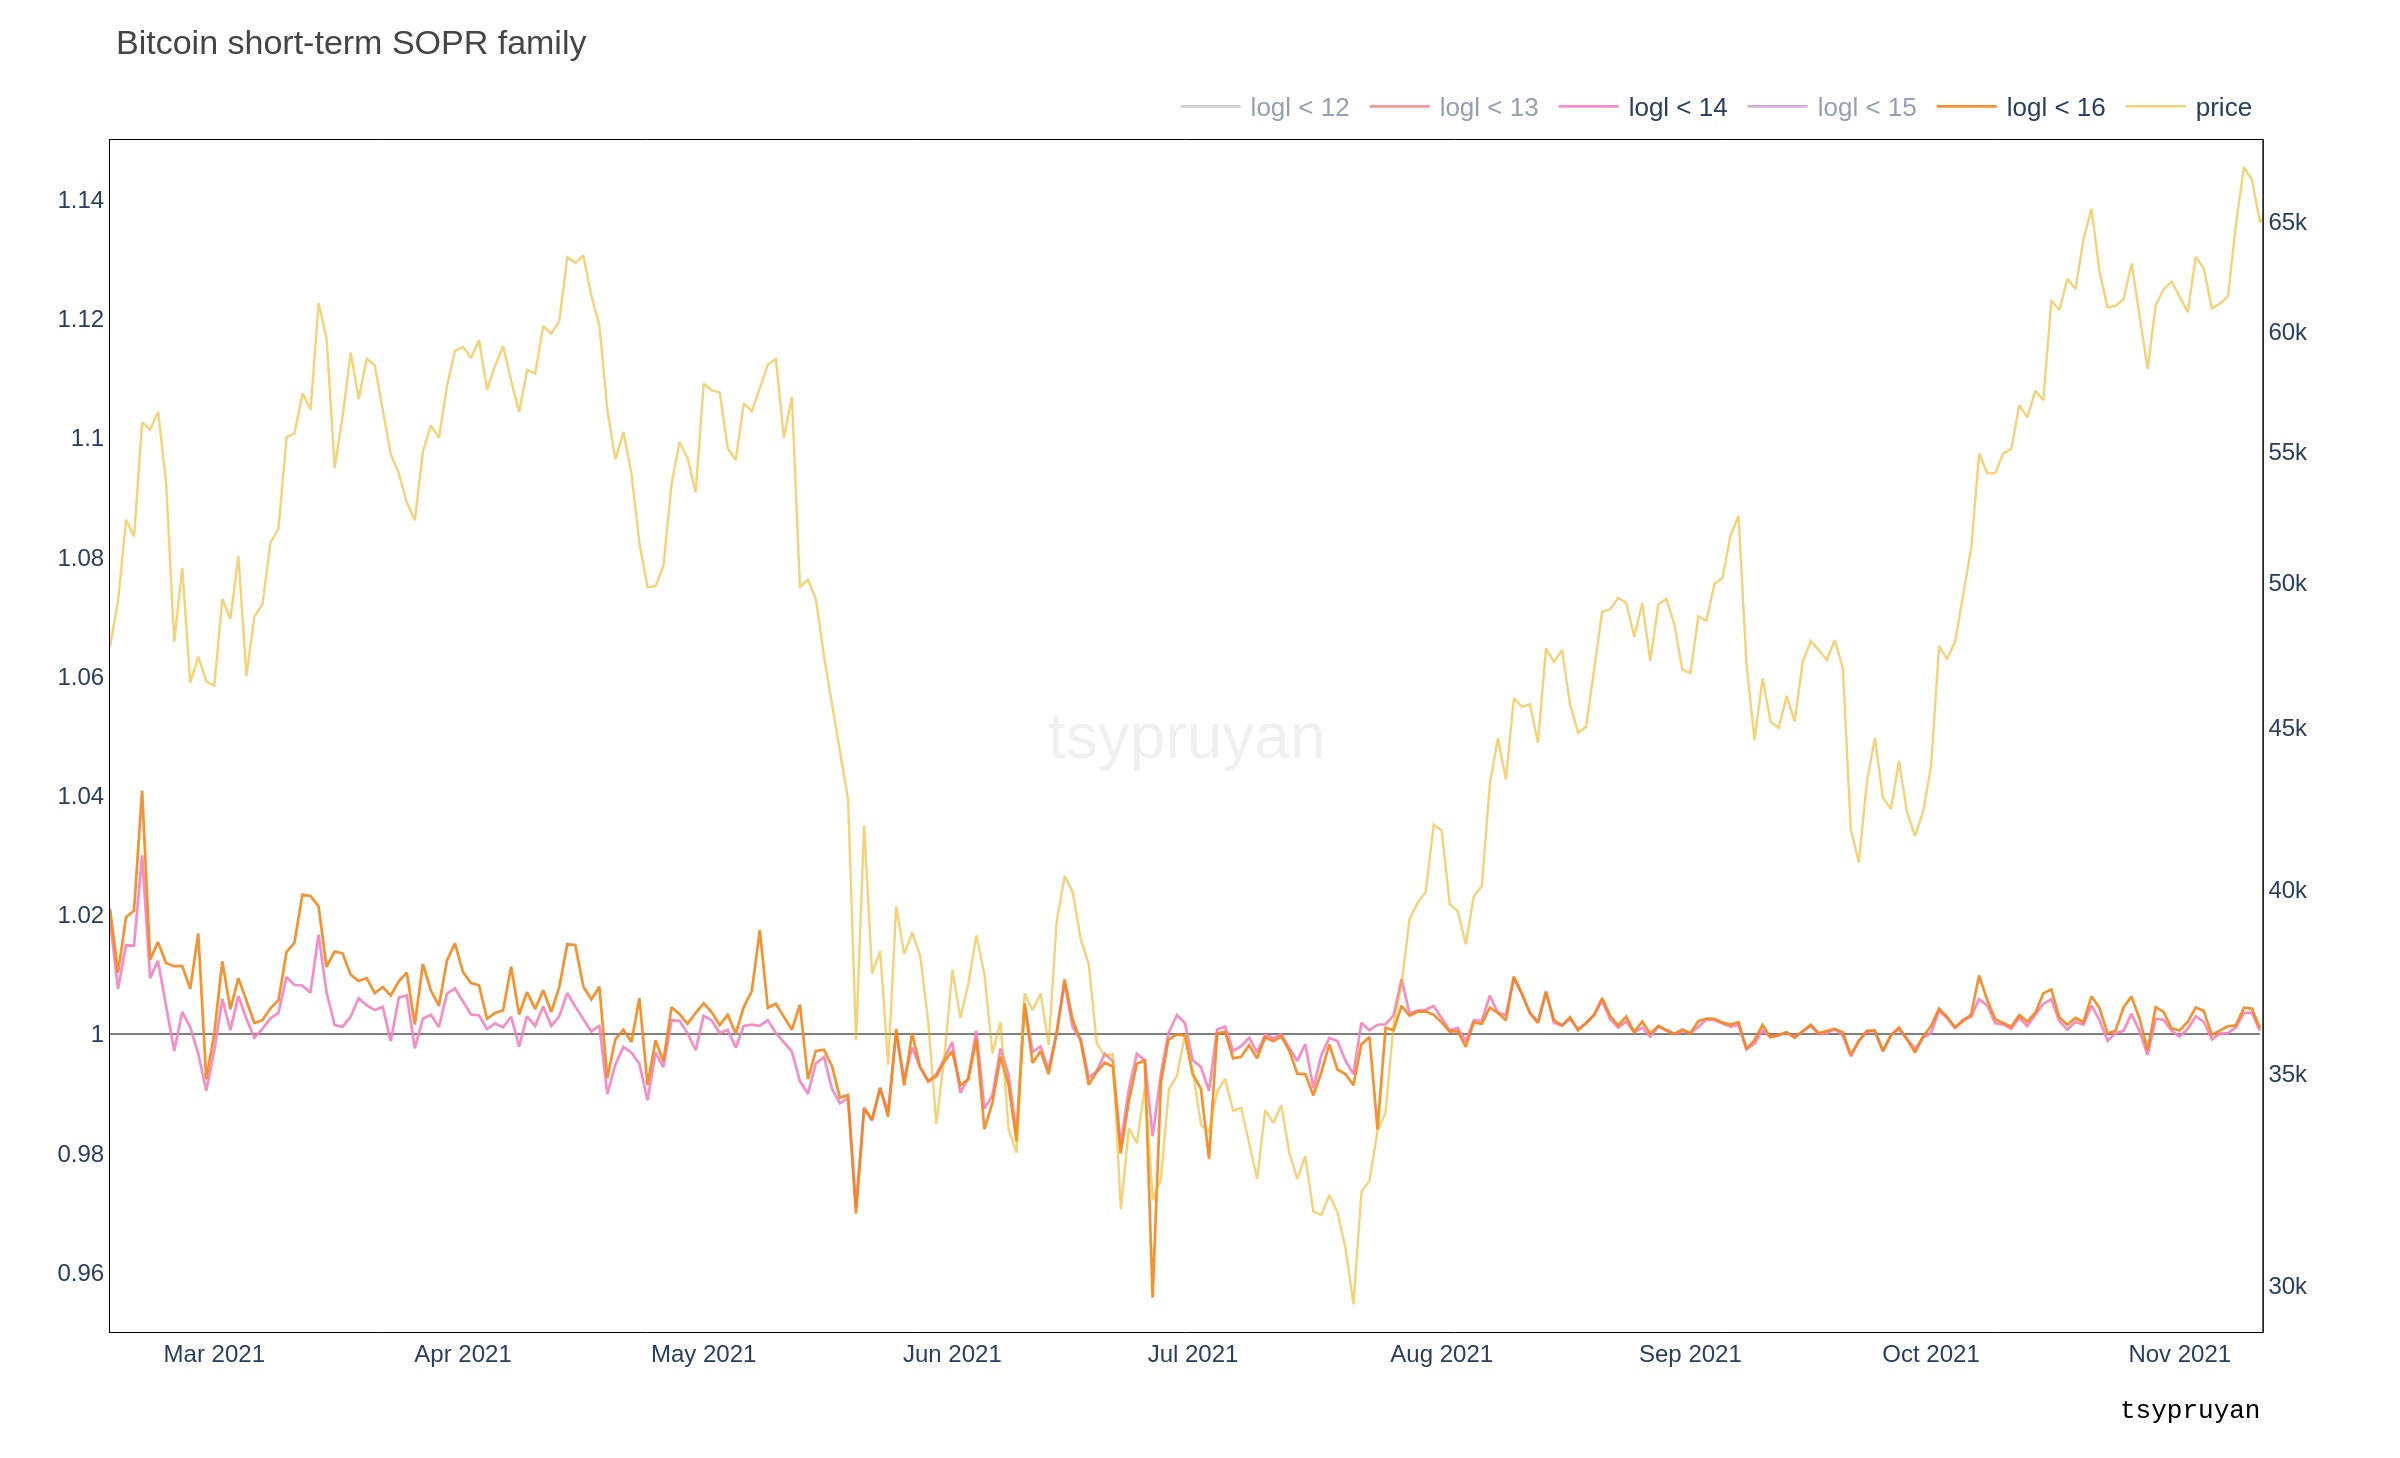 Bitcoin short-term SOPR family
logl < 12 logl < 13 logl < 14 logl < 15 logl < 16 price
1.14
65k
1.12
60k
1.1
55k
1.08
50k
1.06
45k
tsypruyan
1.04
40k
1.02
1
35k
0.98
0.96
30k
Mar 2021 Apr 2021 May 2021 Jun 2021 Jul 2021 Aug 2021 Sep 2021 Oct 2021 Nov 2021
tsypruyan